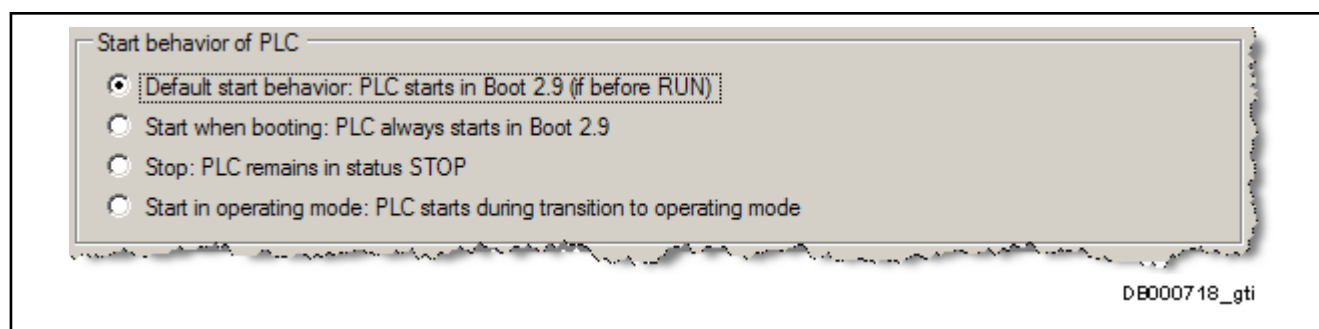 Start behavior of PLC
Default start behavior: PLC starts in Boot 2.9 (if before RUN)
Start when booting: PLC always starts in Boot 2.9
Stop: PLC remains in status STOP
Start in operating mode: PLC starts during transition to operating mode
DB000718_gti